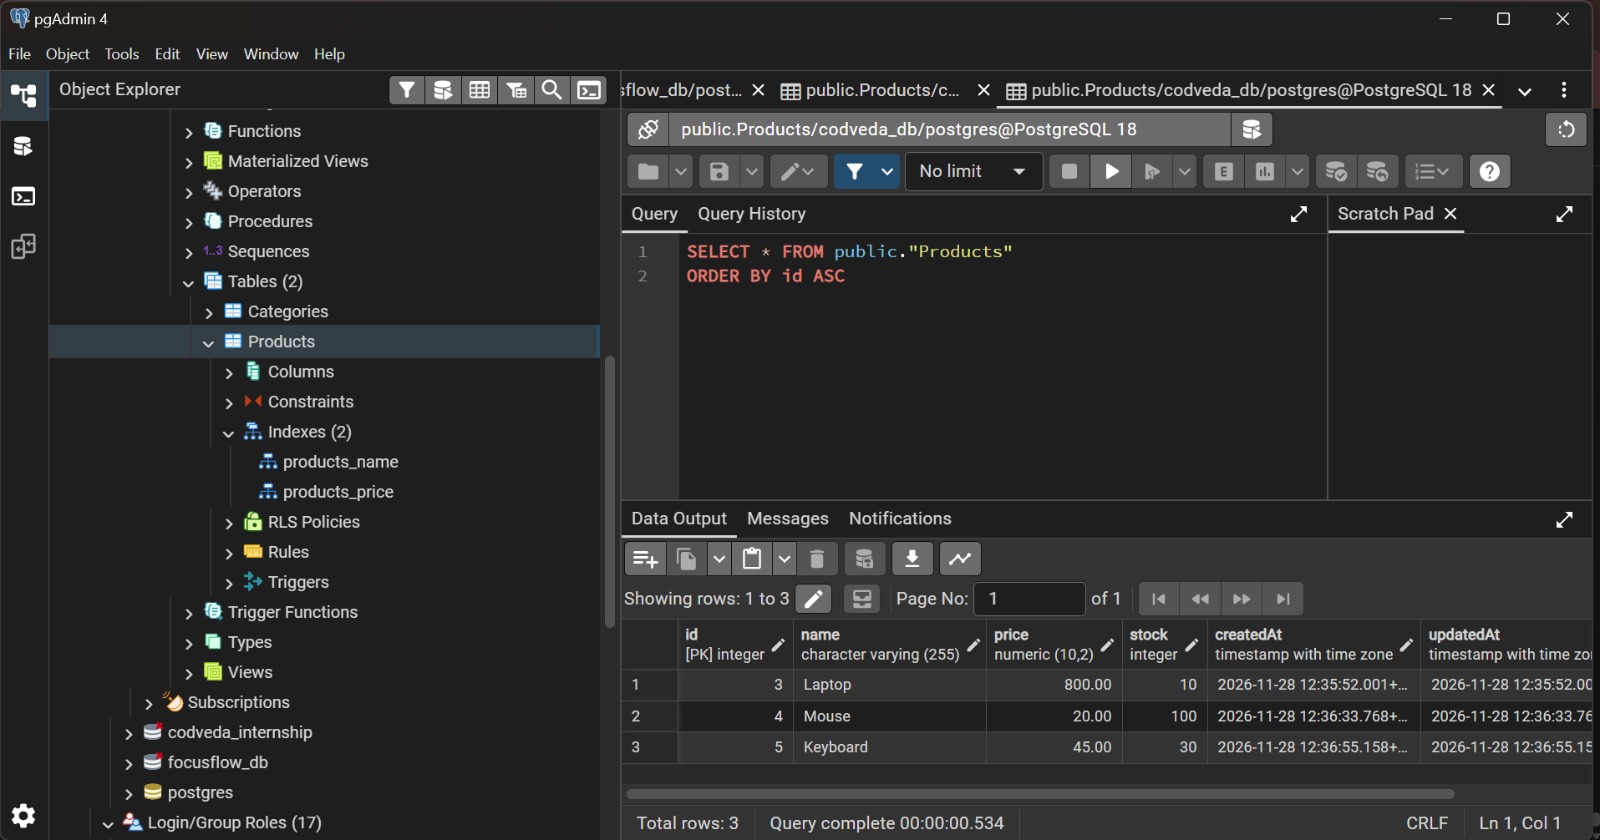 pgAdmin 4
File Object Tools Edit View Window Help
Object Explorer
Functions
Materialized Views
Operators
Procedures
1..3 Sequences
Tables (2)
Categories
Products
Columns
Constraints
Indexes (2)
products_name
products_price
RLS Policies
Rules
Triggers
Trigger Functions
Types
Views
Subscriptions
codveda_internship
focusflow_db
postgres
Login/Group Roles (17)
sflow_db/post... public.Products/c... public.Products/codveda_db/postgres@PostgreSQL 18
public.Products/codveda_db/postgres@PostgreSQL 18
No limit
E
?
Query Query History
Scratch Pad
1 SELECT * FROM public."Products"
2 ORDER BY id ASC
Data Output Messages Notifications
Showing rows: 1 to 3 Page No: 1 of 1
id name price stock createdAt updatedAt
[PK] integer character varying (255) numeric (10,2) integer timestamp with time zone timestamp with time zo
1 3 Laptop 800.00 10 2026-11-28 12:35:52.001+... 2026-11-28 12:35:52.00
2 4 Mouse 20.00 100 2026-11-28 12:36:33.768+... 2026-11-28 12:36:33.76
3 5 Keyboard 45.00 30 2026-11-28 12:36:55.158+... 2026-11-28 12:36:55.15
Total rows: 3 Query complete 00:00:00.534 CRLF Ln 1, Col 1